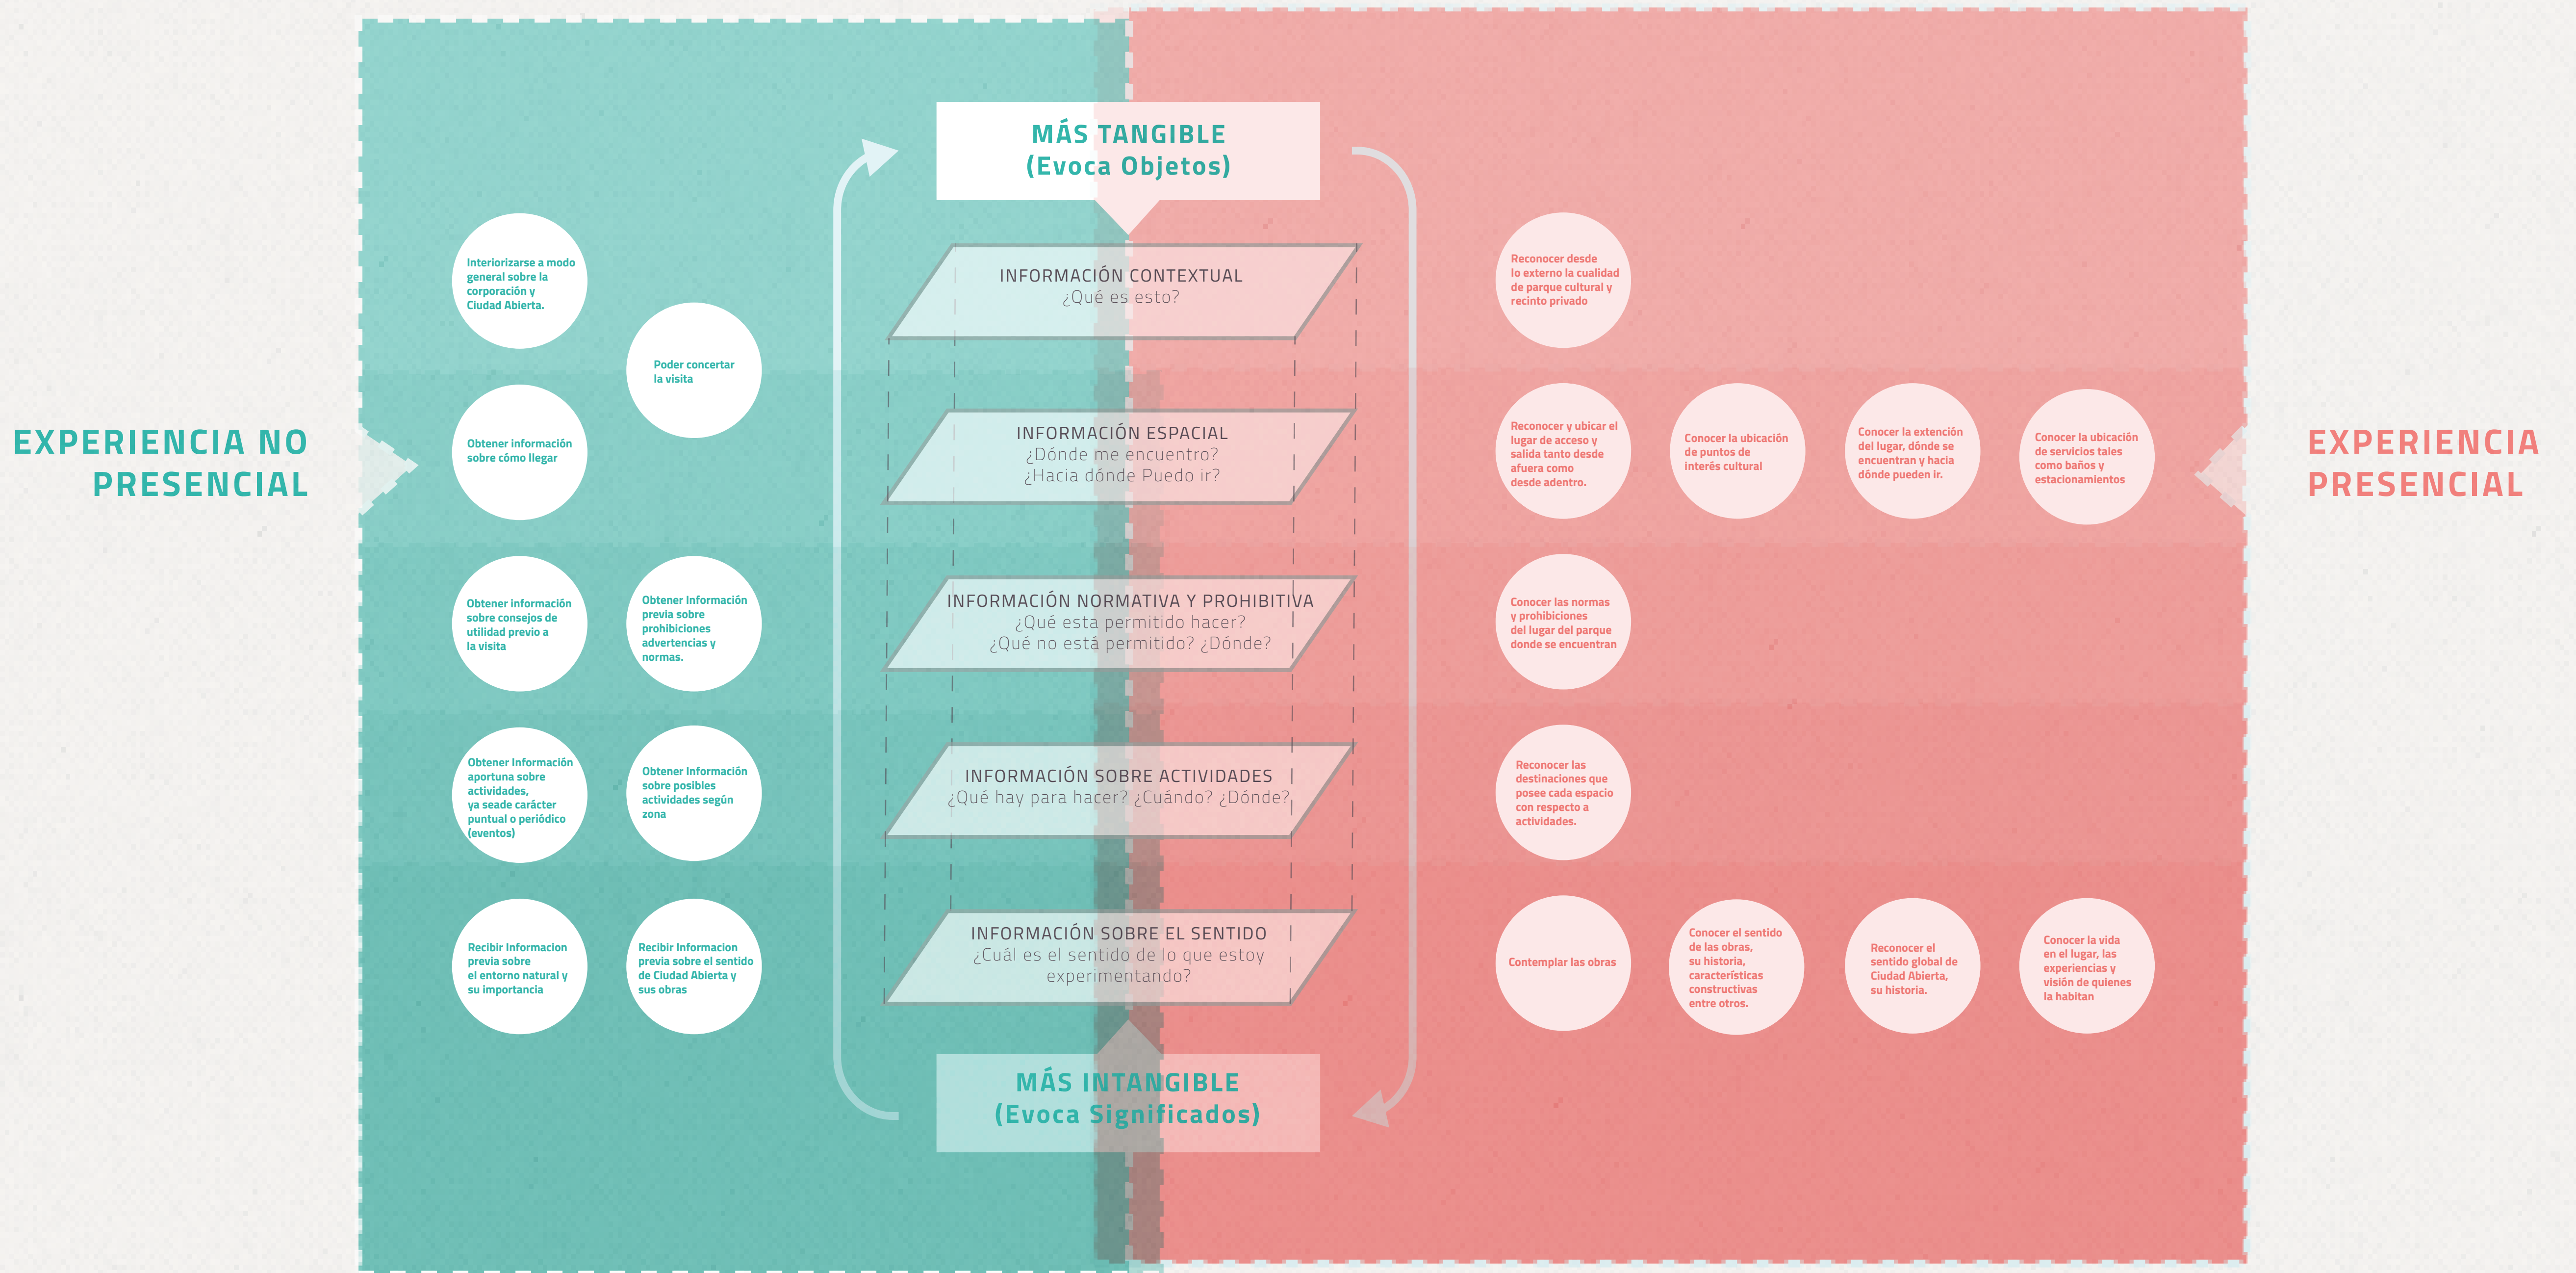 EXPERIENCIA NO
PRESENCIAL
Interiorizarse a modo
general sobre la
corporación y
Ciudad Abierta.
Poder concertar
la visita
Obtener información
sobre cómo llegar
Obtener información
sobre consejos de
utilidad previo a
la visita
Obtener Información
previa sobre
prohibiciones
advertencias y
normas.
Obtener Información
aportuna sobre
actividades,
ya seade carácter
puntual o periódico
(eventos)
Obtener Información
sobre posibles
actividades según
zona
Recibir Informacion
previa sobre
el entorno natural y
su importancia
Recibir Informacion
previa sobre el sentido
de Ciudad Abierta y
sus obras
MÁS TANGIBLE
(Evoca Objetos)
INFORMACIÓN CONTEXTUAL
¿Qué es esto?
INFORMACIÓN ESPACIAL
¿Dónde me encuentro?
¿Hacia dónde Puedo ir?
INFORMACIÓN NORMATIVA Y PROHIBITIVA
¿Qué esta permitido hacer?
¿Qué no está permitido? ¿Dónde?
INFORMACIÓN SOBRE ACTIVIDADES
¿Qué hay para hacer? ¿Cuándo? ¿Dónde?
INFORMACIÓN SOBRE EL SENTIDO
¿Cuál es el sentido de lo que estoy
experimentando?
MÁS INTANGIBLE
(Evoca Significados)
Reconocer desde
lo externo la cualidad
de parque cultural y
recinto privado
Reconocer y ubicar el
lugar de acceso y
salida tanto desde
afuera como
desde adentro.
Conocer la ubicación
de puntos de
interés cultural
Conocer la extención
del lugar, dónde se
encuentran y hacia
dónde pueden ir.
Conocer la ubicación
de servicios tales
como baños y
estacionamientos
Conocer las normas
y prohibiciones
del lugar del parque
donde se encuentran
Reconocer las
destinaciones que
posee cada espacio
con respecto a
actividades.
Contemplar las obras
Conocer el sentido
de las obras,
su historia,
características
constructivas
entre otros.
Reconocer el
sentido global de
Ciudad Abierta,
su historia.
Conocer la vida
en el lugar, las
experiencias y
visión de quienes
la habitan
EXPERIENCIA
PRESENCIAL